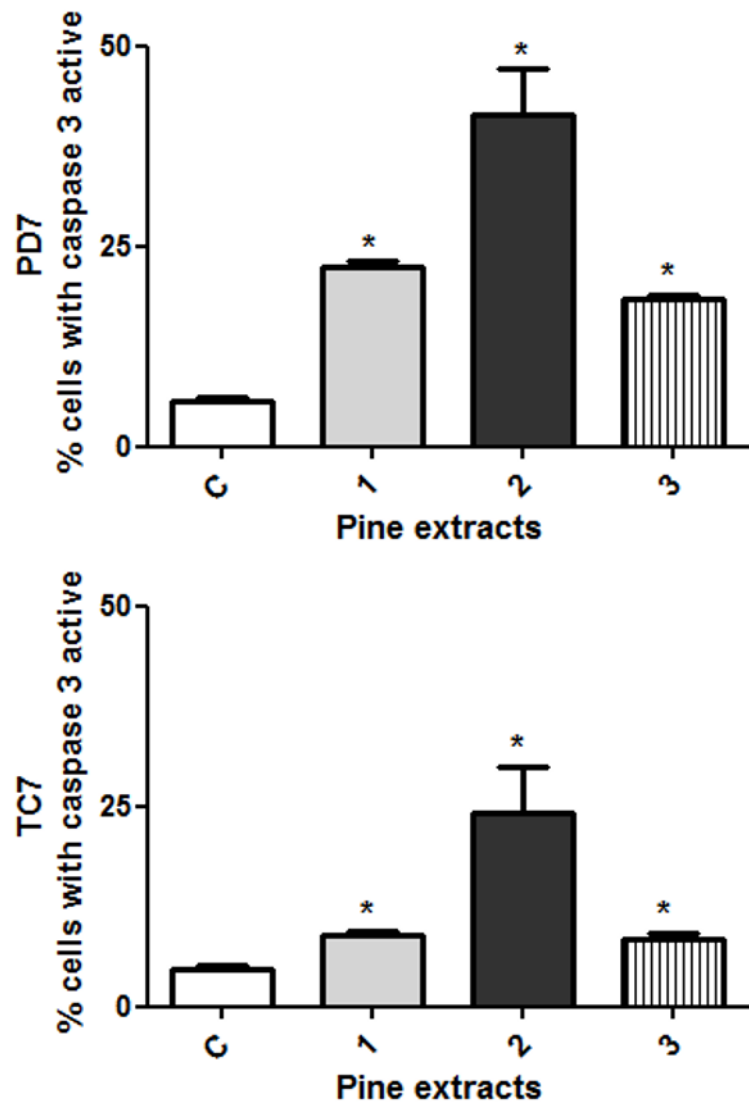 PD7
% cells with caspase 3 active
50
25
0
*
*
*
C
1
2
3
Pine extracts
TC7
% cells with caspase 3 active
50
25
0
*
*
*
C
1
2
3
Pine extracts